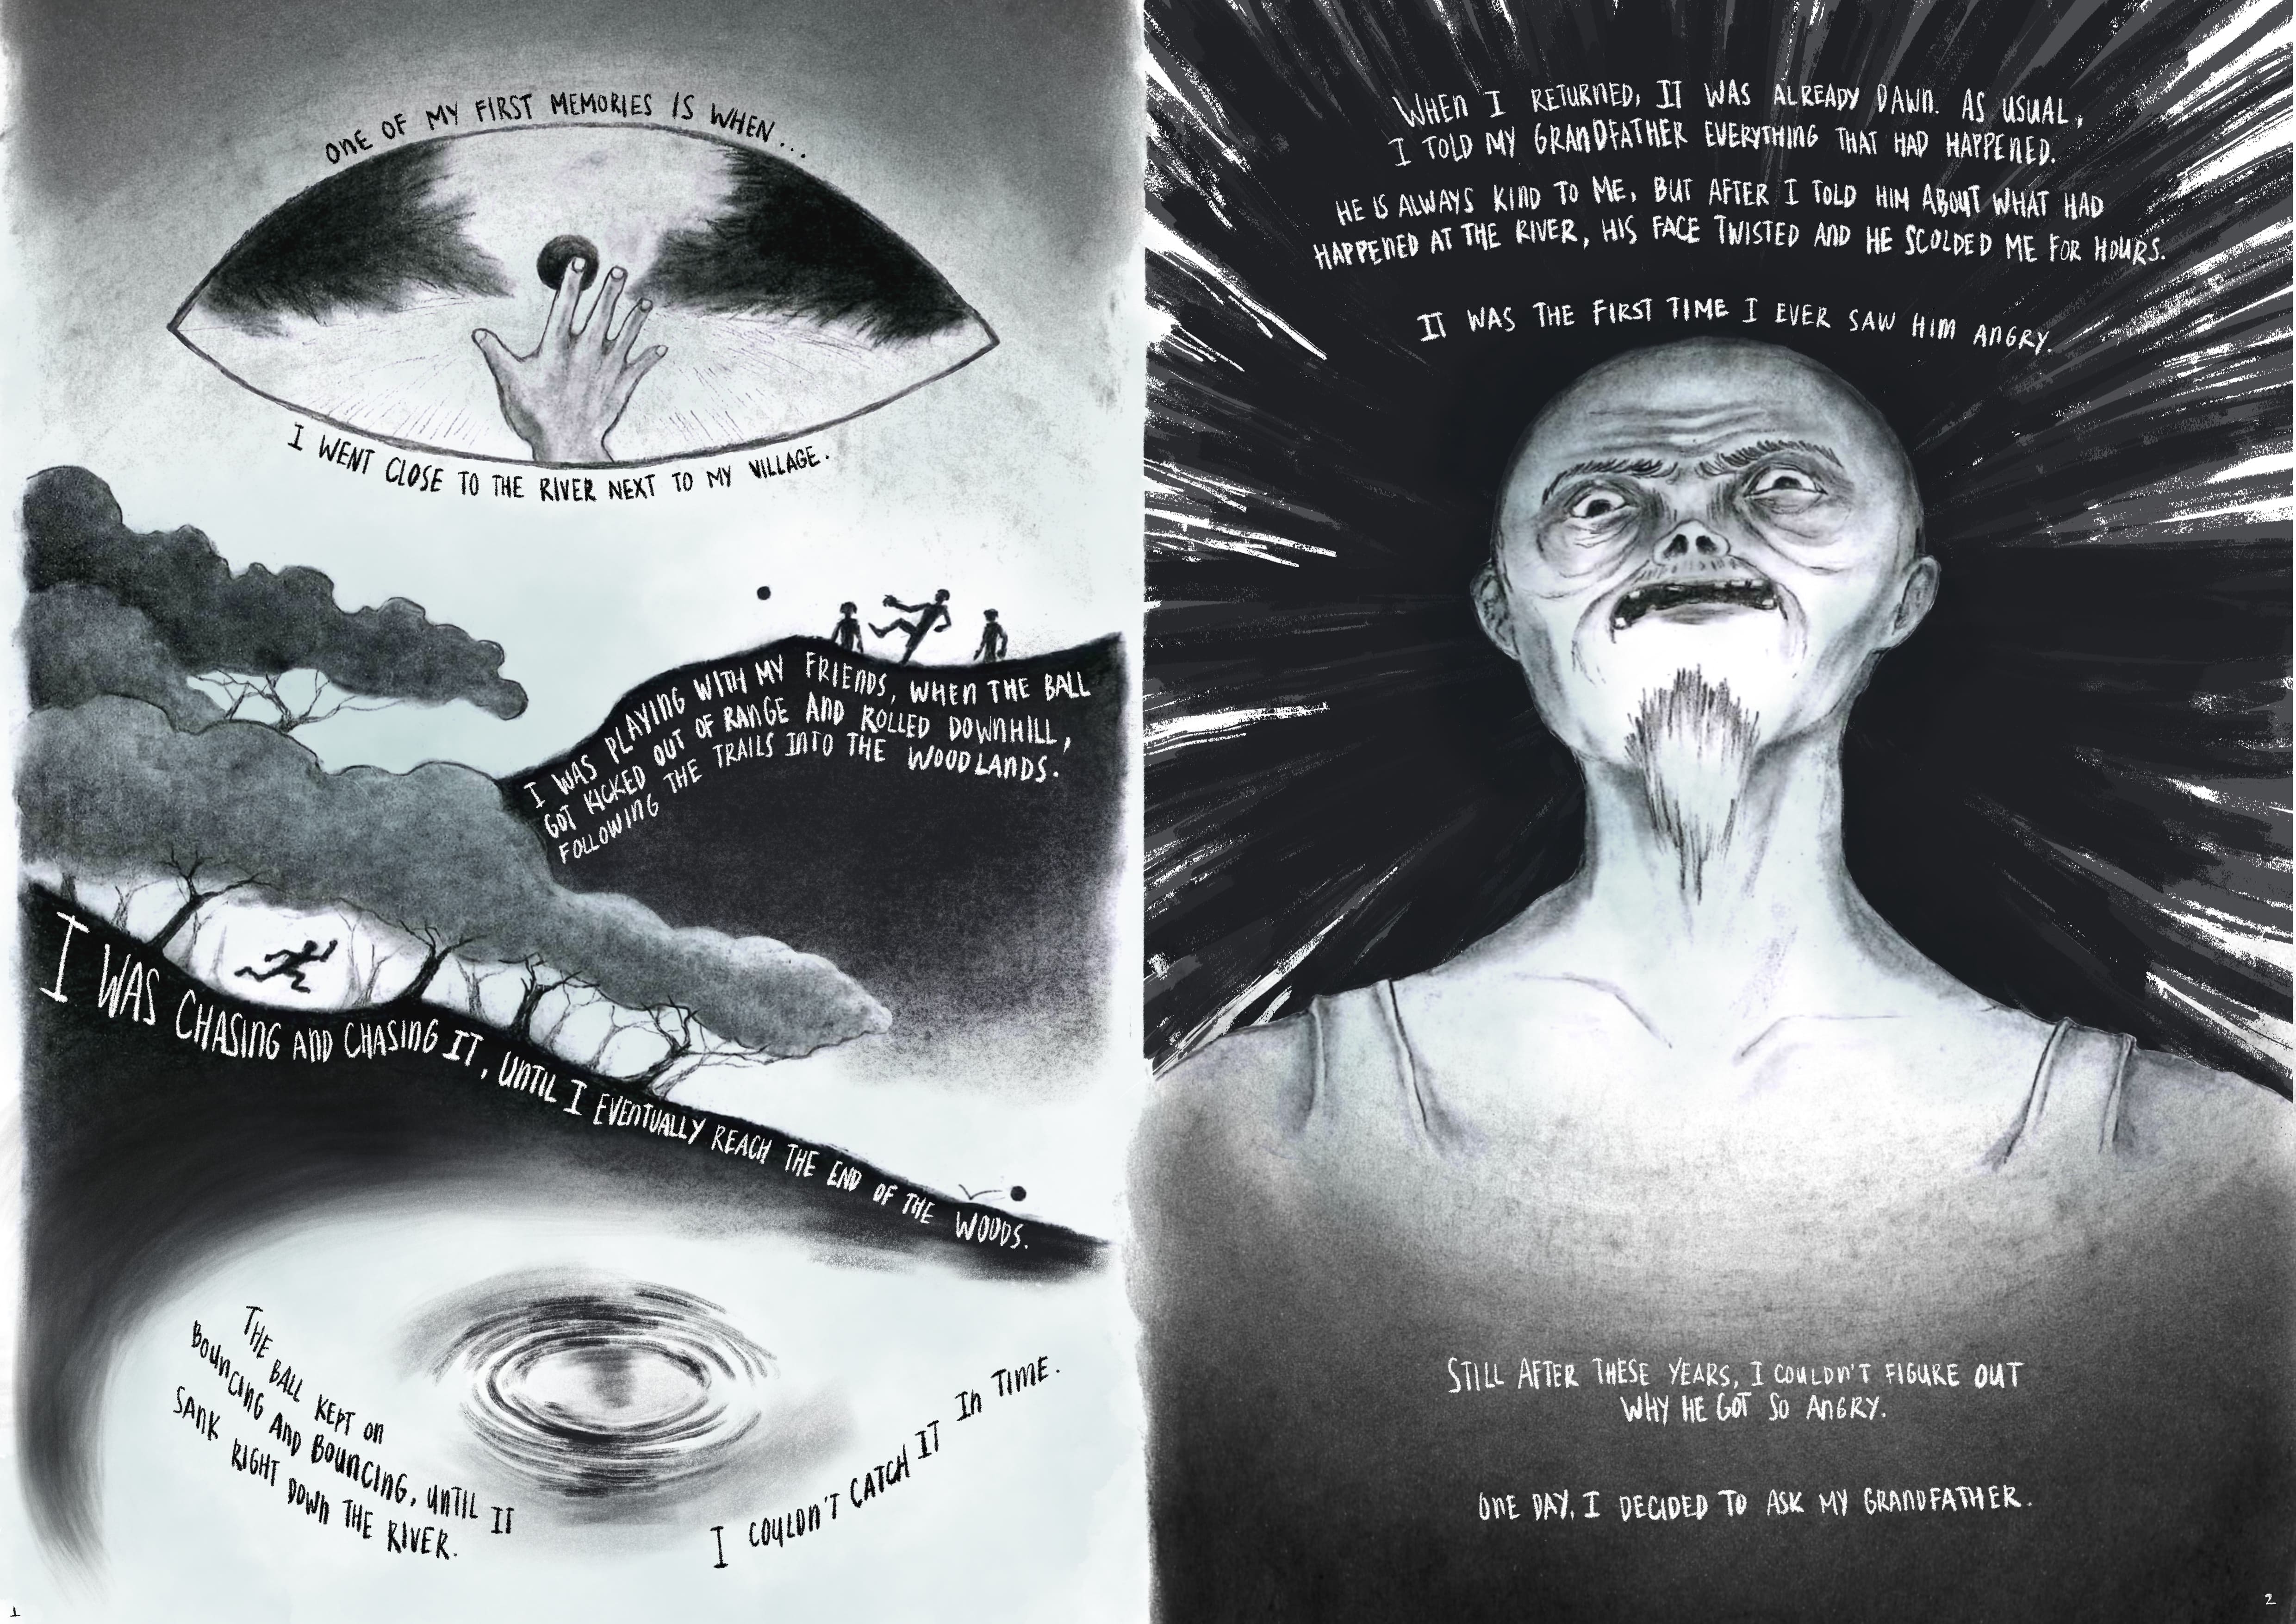 ONE OF MY FIRST MEMORIES IS WHEN...
I WENT CLOSE TO THE RIVER NEXT TO MY VILLAGE.
I WAS PLAYING WITH MY FRIENDS, WHEN THE BALL
GOT KICKED OUT OF RANGE AND ROLLED DOWNHILL,
FOLLOWING THE TRAILS INTO THE WOODLANDS.
I WAS CHASING AND CHASING IT, UNTIL I EVENTUALLY REACH THE END OF THE WOODS.
THE BALL KEPT ON
BOUNCING AND BOUNCING, UNTIL IT
SANK RIGHT DOWN THE RIVER.
I COULDN'T CATCH IT IN TIME.
1
WHEN I RETURNED, IT WAS ALREADY DAWN. AS USUAL,
I TOLD MY GRANDFATHER EVERYTHING THAT HAD HAPPENED.
HE IS ALWAYS KIND TO ME, BUT AFTER I TOLD HIM ABOUT WHAT HAD
HAPPENED AT THE RIVER, HIS FACE TWISTED AND HE SCOLDED ME FOR HOURS.
IT WAS THE FIRST TIME I EVER SAW HIM ANGRY.
STILL AFTER THESE YEARS, I COULDN'T FIGURE OUT
WHY HE GOT SO ANGRY.
ONE DAY, I DECIDED TO ASK MY GRANDFATHER.
2